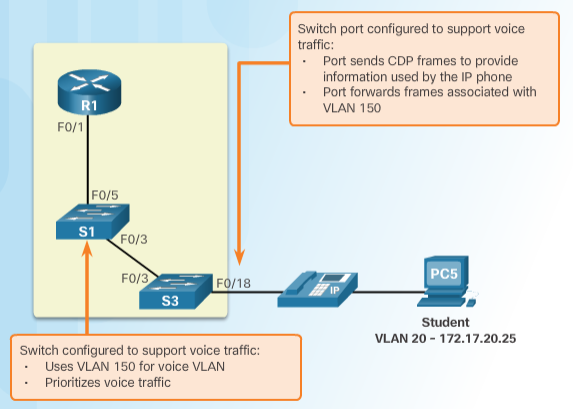 Switch port configured to support voice
traffic:
• Port sends CDP frames to provide
information used by the IP phone
• Port forwards frames associated with
VLAN 150
R1
F0/1
F0/5
S1
F0/3
F0/3
S3
F0/18
IP
PC5
Student
VLAN 20 – 172.17.20.25
Switch configured to support voice traffic:
• Uses VLAN 150 for voice VLAN
• Prioritizes voice traffic